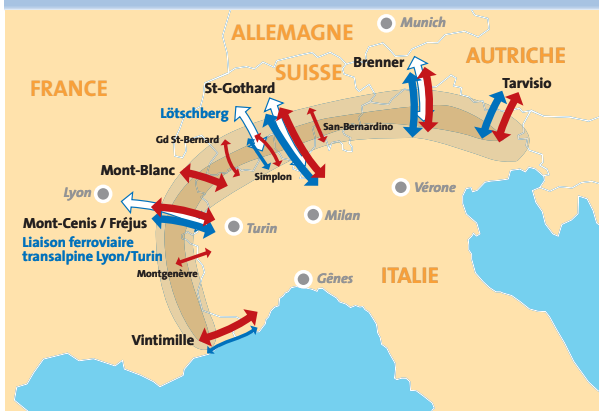 Munich
ALLEMAGNE
AUTRICHE
Brenner
SUISSE
FRANCE
St-Gothard
Tarvisio
Lötschberg
San-Bernardino
Gd St-Bernard
Mont-Blanc
Simplon
Lyon
Vérone
Milan
Mont-Cenis / Fréjus
Turin
Liaison ferroviaire
transalpine Lyon/Turin
Montgenèvre
Gênes
ITALIE
Vintimille